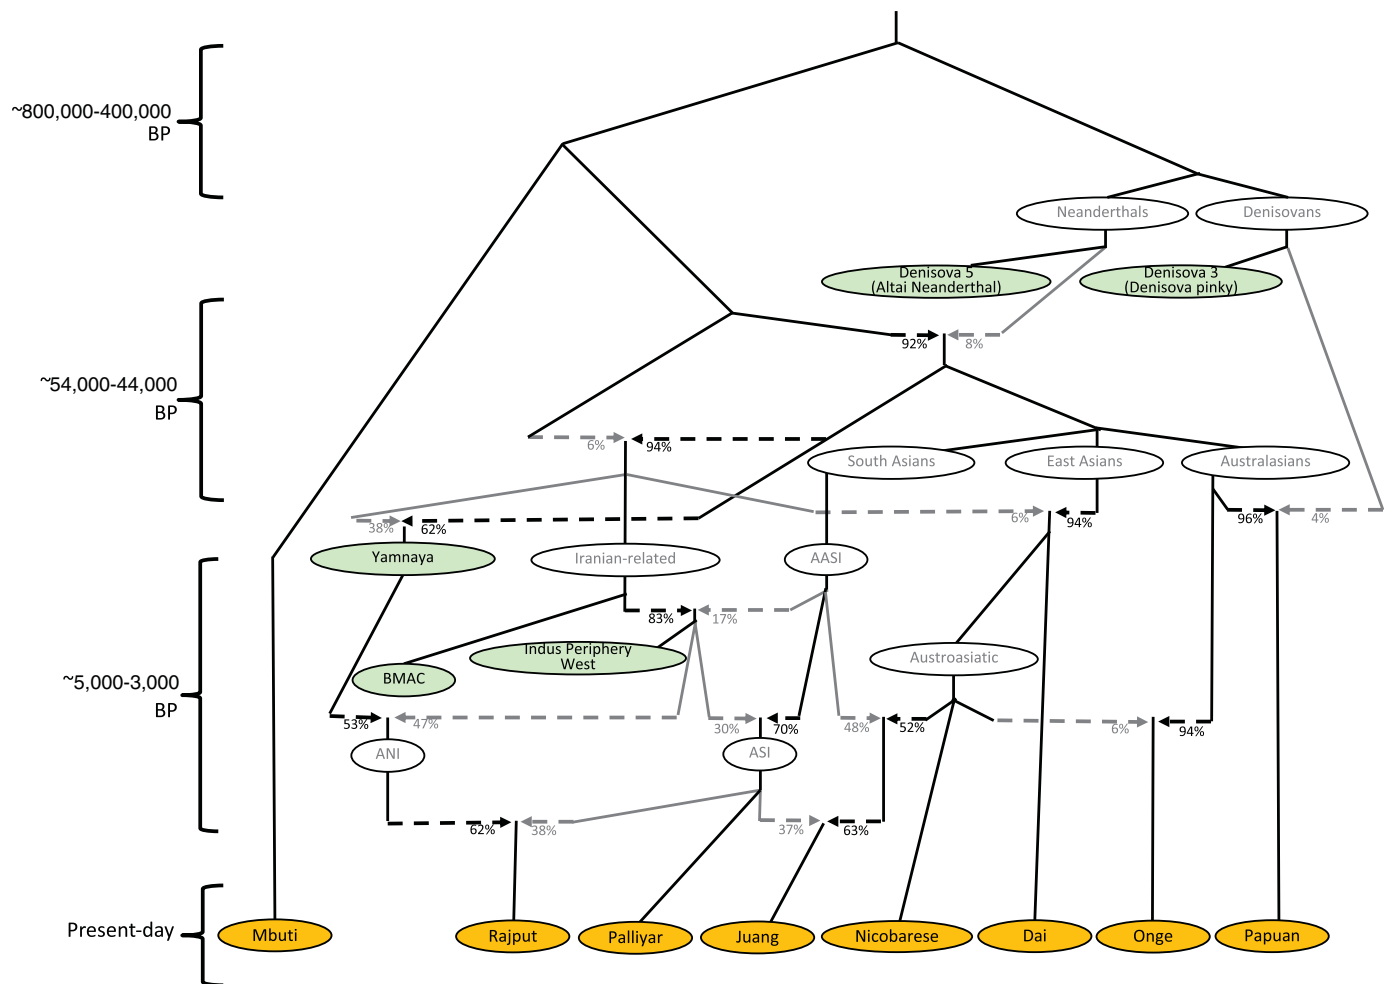 ~800,000-400,000
BP
Neanderthals
Denisovans
Denisova 5
(Altai Neanderthal)
Denisova 3
(Denisova pinky)
92%
8%
~54,000-44,000
BP
6%
94%
South Asians
East Asians
Australasians
38%
62%
6%
94%
96%
4%
Yamnaya
Iranian-related
AASI
83%
17%
Indus Periphery
West
Austroasiatic
BMAC
~5,000-3,000
BP
53%
47%
30%
70%
48%
52%
6%
94%
ANI
ASI
62%
38%
37%
63%
Present-day
Mbuti
Rajput
Palliyar
Juang
Nicobarese
Dai
Onge
Papuan